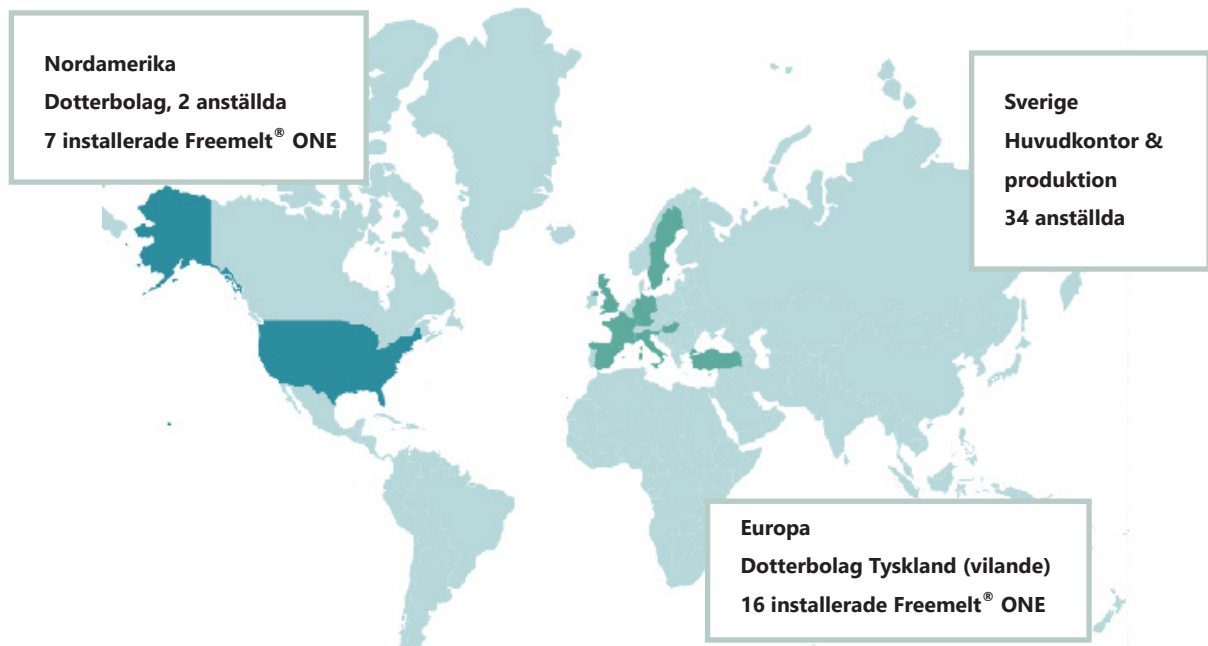 Nordamerika
Dotterbolag, 2 anställda
7 installerade Freemelt® ONE
Sverige
Huvudkontor &
produktion
34 anställda
Europa
Dotterbolag Tyskland (vilande)
16 installerade Freemelt® ONE